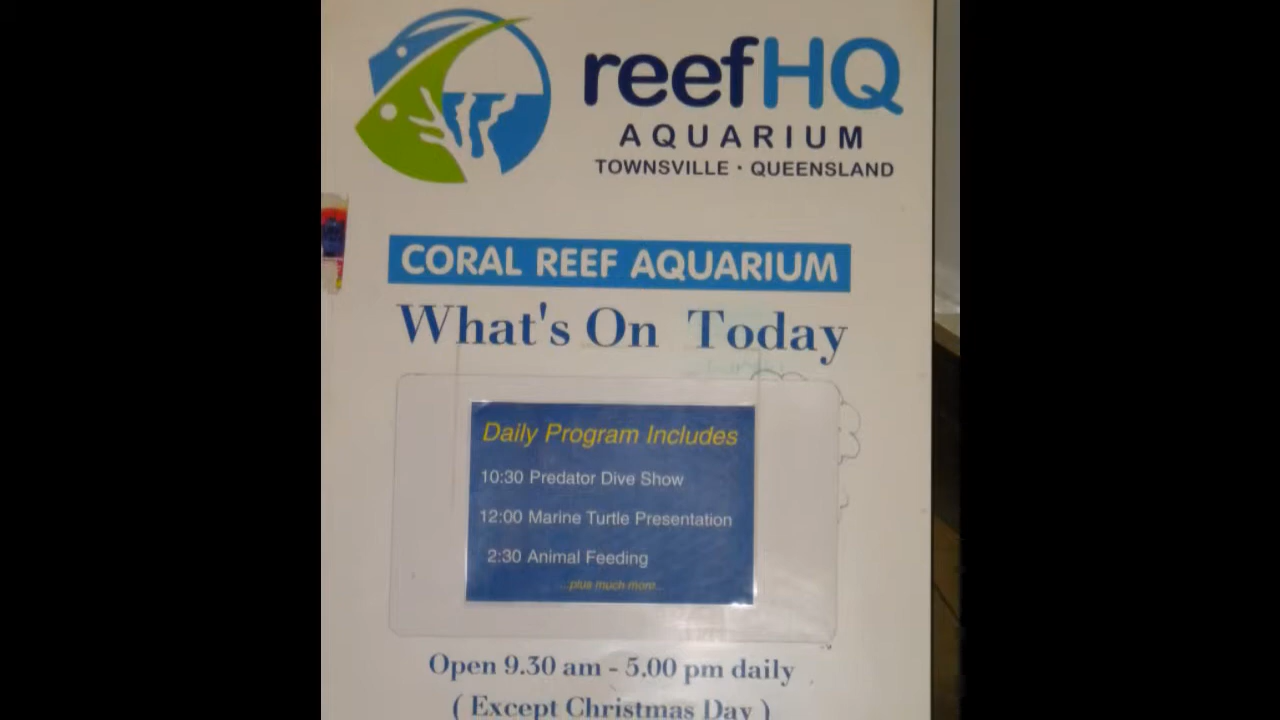 reefHQ
AQUARIUM
TOWNSVILLE · QUEENSLAND
CORAL REEF AQUARIUM
What's On Today
Daily Program Includes
10:30 Predator Dive Show
12:00 Marine Turtle Presentation
2:30 Animal Feeding
...plus much more...
Open 9.30 am - 5.00 pm daily
( Except Christmas Day )